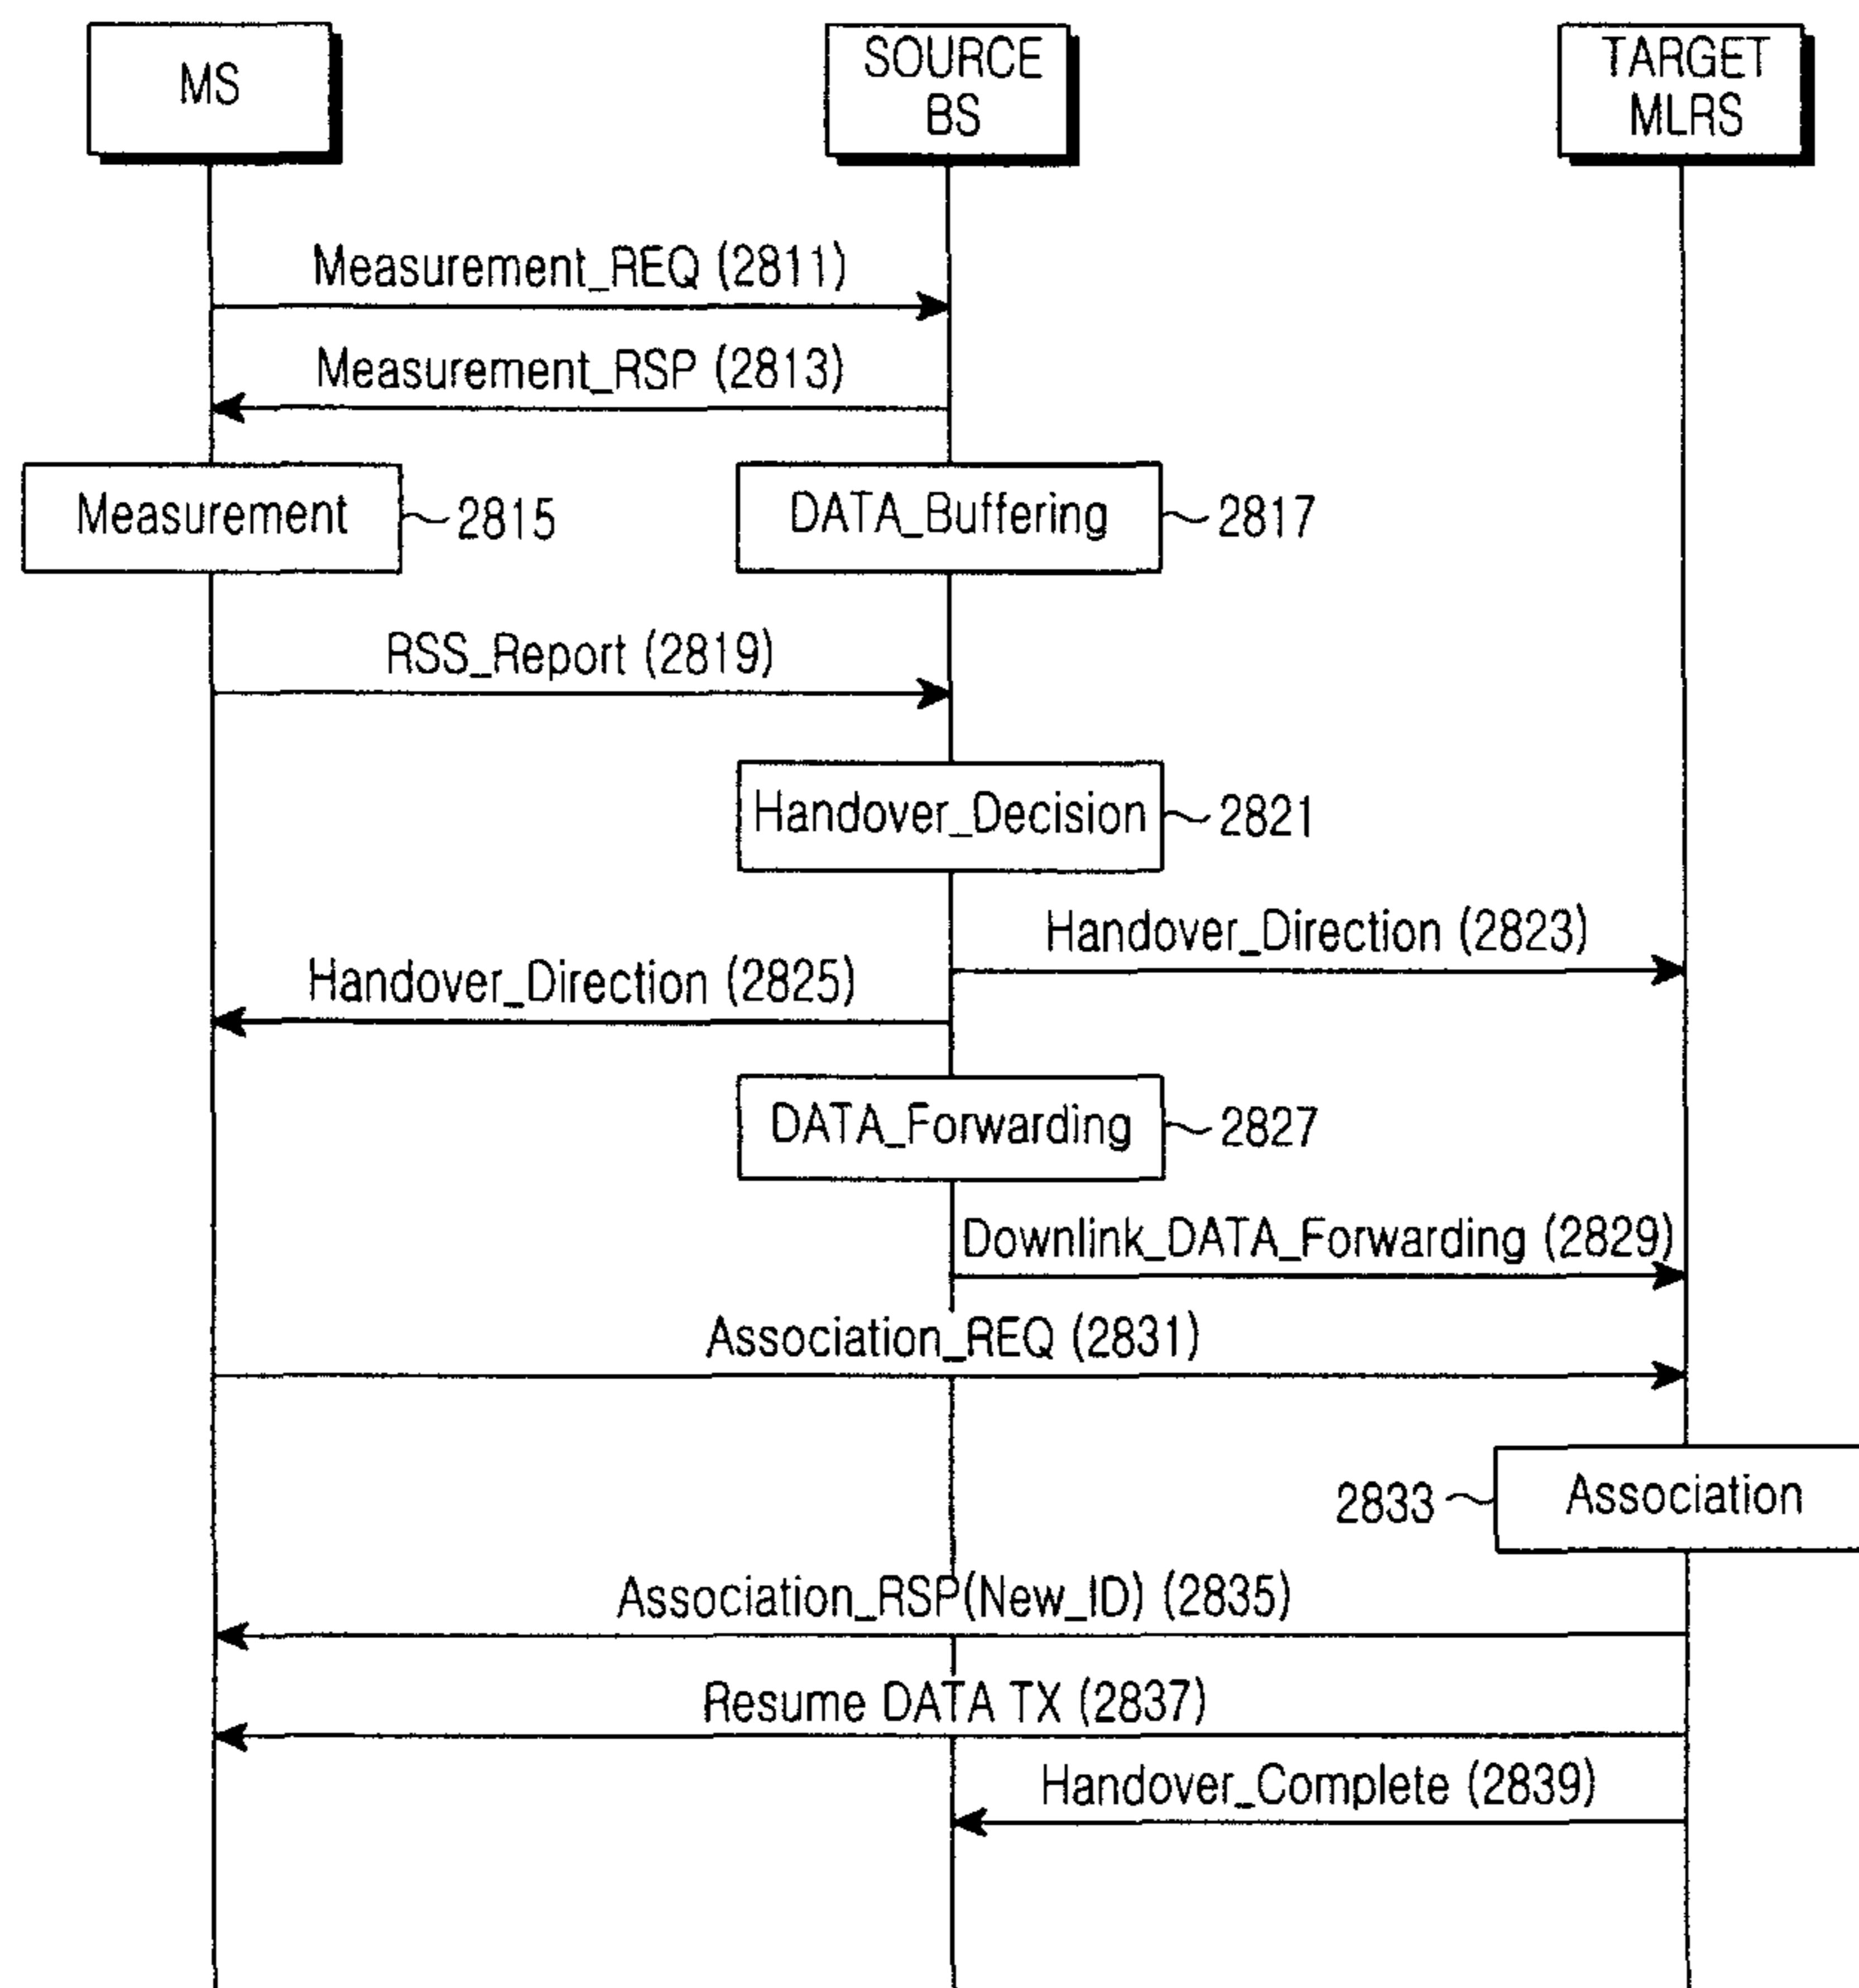 MS
SOURCE
BS
TARGET
MLRS
Measurement_REQ (2811)
Measurement_RSP (2813)
Measurement
2815
DATA_Buffering
2817
RSS_Report (2819)
Handover_Decision
2821
Handover_Direction (2823)
Handover_Direction (2825)
DATA_Forwarding
2827
Downlink_DATA_Forwarding (2829)
Association_REQ (2831)
2833
Association
Association_RSP(New_ID) (2835)
Resume DATA TX (2837)
Handover_Complete (2839)